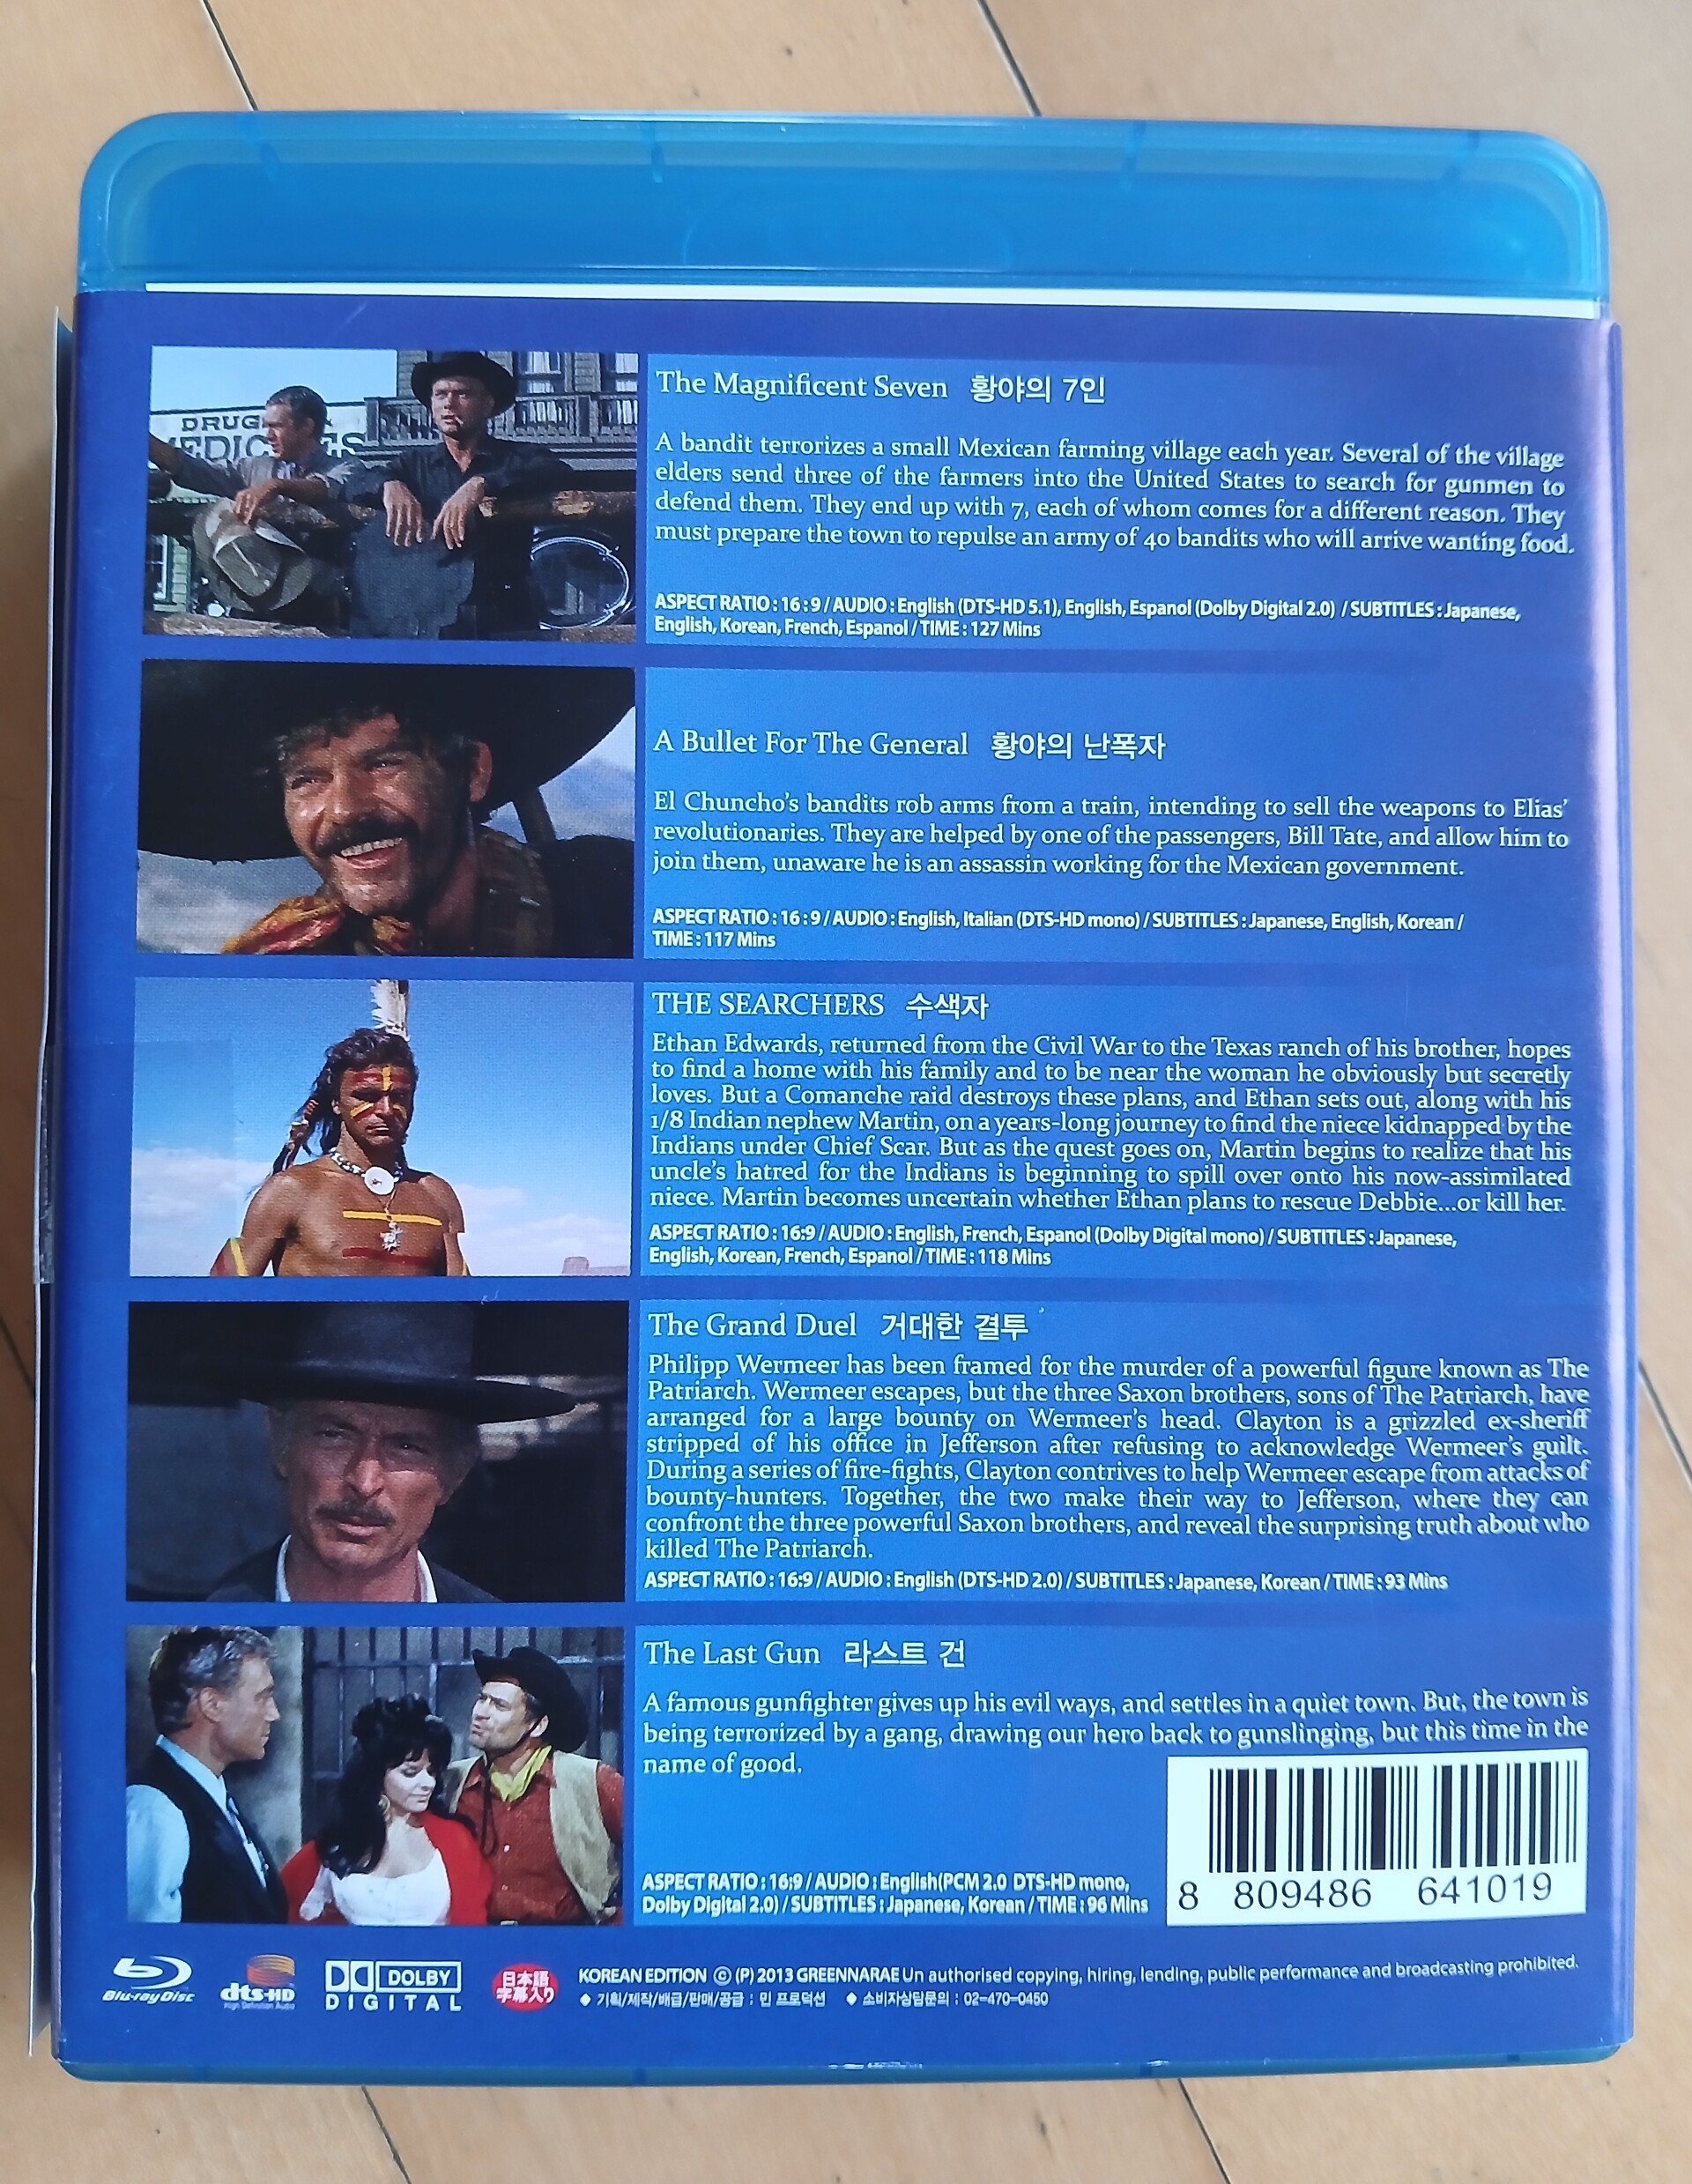 DRUG
MEDICINES
The Magnificent Seven 황야의 7인
A bandit terrorizes a small Mexican farming village each year. Several of the village
elders send three of the farmers into the United States to search for gunmen to
defend them. They end up with 7, each of whom comes for a different reason. They
must prepare the town to repulse an army of 40 bandits who will arrive wanting food.
ASPECT RATIO : 16 : 9 / AUDIO : English (DTS-HD 5.1), English, Espanol (Dolby Digital 2.0) / SUBTITLES : Japanese,
English, Korean, French, Espanol / TIME : 127 Mins
A Bullet For The General 황야의 난폭자
El Chuncho's bandits rob arms from a train, intending to sell the weapons to Elias'
revolutionaries. They are helped by one of the passengers, Bill Tate, and allow him to
join them, unaware he is an assassin working for the Mexican government.
ASPECT RATIO : 16 : 9 / AUDIO : English, Italian (DTS-HD mono) / SUBTITLES : Japanese, English, Korean /
TIME : 117 Mins
THE SEARCHERS 수색자
Ethan Edwards, returned from the Civil War to the Texas ranch of his brother, hopes
to find a home with his family and to be near the woman he obviously but secretly
loves. But a Comanche raid destroys these plans, and Ethan sets out, along with his
1/8 Indian nephew Martin, on a years-long journey to find the niece kidnapped by the
Indians under Chief Scar. But as the quest goes on, Martin begins to realize that his
uncle's hatred for the Indians is beginning to spill over onto his now-assimilated
niece. Martin becomes uncertain whether Ethan plans to rescue Debbie...or kill her.
ASPECT RATIO : 16:9 / AUDIO : English, French, Espanol (Dolby Digital mono) / SUBTITLES : Japanese,
English, Korean, French, Espanol / TIME : 118 Mins
The Grand Duel 거대한 결투
Philipp Wermeer has been framed for the murder of a powerful figure known as The
Patriarch. Wermeer escapes, but the three Saxon brothers, sons of The Patriarch, have
arranged for a large bounty on Wermeer's head. Clayton is a grizzled ex-sheriff
stripped of his office in Jefferson after refusing to acknowledge Wermeer's guilt.
During a series of fire-fights, Clayton contrives to help Wermeer escape from attacks of
bounty-hunters. Together, the two make their way to Jefferson, where they can
confront the three powerful Saxon brothers, and reveal the surprising truth about who
killed The Patriarch.
ASPECT RATIO : 16:9 / AUDIO : English (DTS-HD 2.0) / SUBTITLES : Japanese, Korean / TIME : 93 Mins
The Last Gun 라스트 건
A famous gunfighter gives up his evil ways, and settles in a quiet town. But, the town is
being terrorized by a gang, drawing our hero back to gunslinging, but this time in the
name of good.
ASPECT RATIO : 16:9 / AUDIO : English(PCM 2.0 DTS-HD mono,
Dolby Digital 2.0) / SUBTITLES : Japanese, Korean / TIME : 96 Mins
8 809486 641019
Blu-ray Disc
dts-HD
High Definition Audio
DOLBY
DIGITAL
日本語
字幕入り
KOREAN EDITION © (P) 2013 GREENNARAE Un authorised copying, hiring, lending, public performance and broadcasting prohibited.
◆ 기획/제작/배급/판매/공급 : 민 프로덕션 ◆ 소비자상담문의 : 02-470-0450